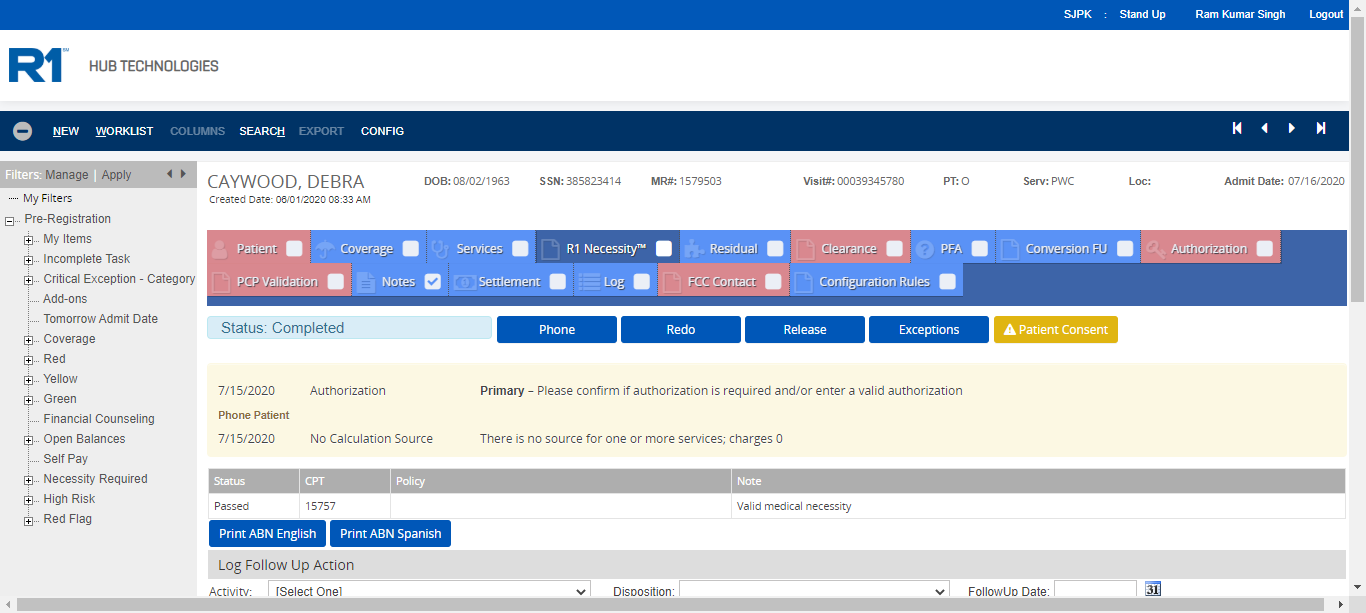 SJPK : Stand Up Ram Kumar Singh Logout
R1 HUB TECHNOLOGIES
NEW WORKLIST COLUMNS SEARCH EXPORT CONFIG
Filters: Manage | Apply
My Filters
Pre-Registration
My Items
Incomplete Task
Critical Exception - Category
Add-ons
Tomorrow Admit Date
Coverage
Red
Yellow
Green
Financial Counseling
Open Balances
Self Pay
Necessity Required
High Risk
Red Flag
CAYWOOD, DEBRA DOB: 08/02/1963 SSN: 385823414 MR#: 1579503 Visit#: 00039345780 PT: O Serv: PWC Loc: Admit Date: 07/16/2020
Created Date: 06/01/2020 08:33 AM
Patient Coverage Services R1 Necessity™ Residual Clearance PFA Conversion FU Authorization
PCP Validation Notes Settlement Log FCC Contact Configuration Rules
Status: Completed Phone Redo Release Exceptions Patient Consent
7/15/2020 Authorization Primary – Please confirm if authorization is required and/or enter a valid authorization
Phone Patient
7/15/2020 No Calculation Source There is no source for one or more services; charges 0
Status CPT Policy Note
Passed 15757 Valid medical necessity
Print ABN English Print ABN Spanish
Log Follow Up Action
Activity: [Select One] Disposition: FollowUp Date: 31